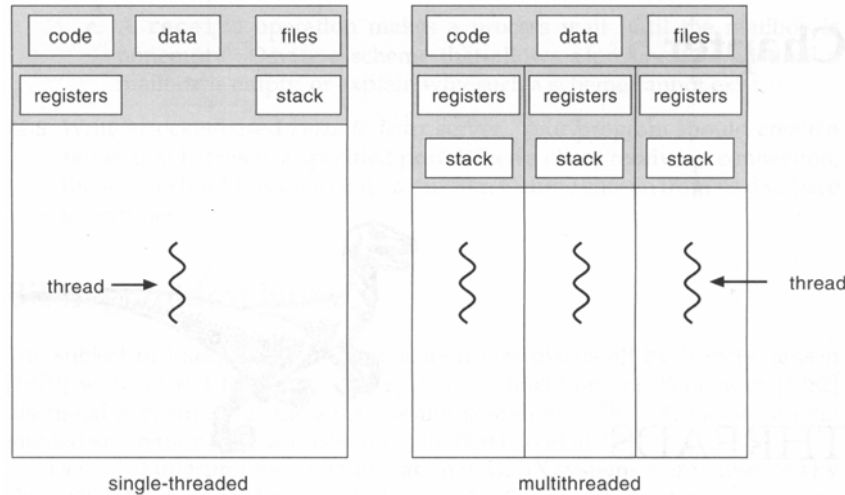 code data files
registers stack
thread
single-threaded
code data files
registers registers registers
stack stack stack
thread
multithreaded